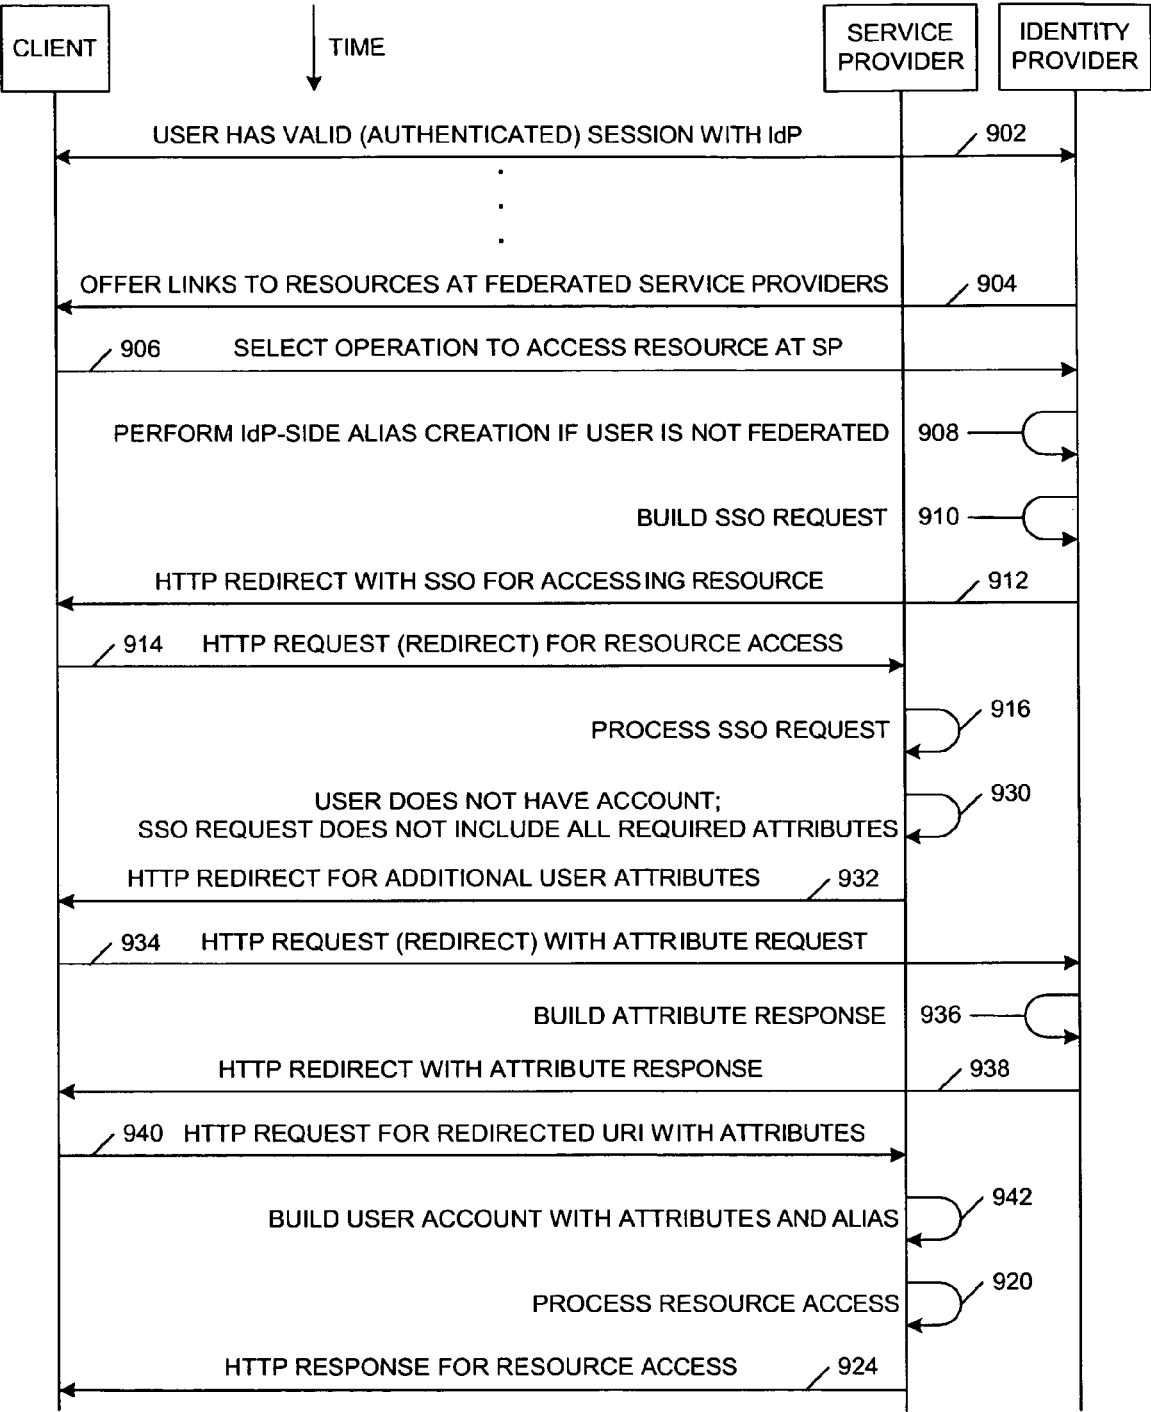 CLIENT
TIME
SERVICE
PROVIDER
IDENTITY
PROVIDER
USER HAS VALID (AUTHENTICATED) SESSION WITH IdP
902
OFFER LINKS TO RESOURCES AT FEDERATED SERVICE PROVIDERS
904
906
SELECT OPERATION TO ACCESS RESOURCE AT SP
PERFORM IdP-SIDE ALIAS CREATION IF USER IS NOT FEDERATED
908
BUILD SSO REQUEST
910
HTTP REDIRECT WITH SSO FOR ACCESSING RESOURCE
912
914
HTTP REQUEST (REDIRECT) FOR RESOURCE ACCESS
PROCESS SSO REQUEST
916
USER DOES NOT HAVE ACCOUNT;
SSO REQUEST DOES NOT INCLUDE ALL REQUIRED ATTRIBUTES
930
HTTP REDIRECT FOR ADDITIONAL USER ATTRIBUTES
932
934
HTTP REQUEST (REDIRECT) WITH ATTRIBUTE REQUEST
BUILD ATTRIBUTE RESPONSE
936
HTTP REDIRECT WITH ATTRIBUTE RESPONSE
938
940
HTTP REQUEST FOR REDIRECTED URI WITH ATTRIBUTES
BUILD USER ACCOUNT WITH ATTRIBUTES AND ALIAS
942
PROCESS RESOURCE ACCESS
920
HTTP RESPONSE FOR RESOURCE ACCESS
924